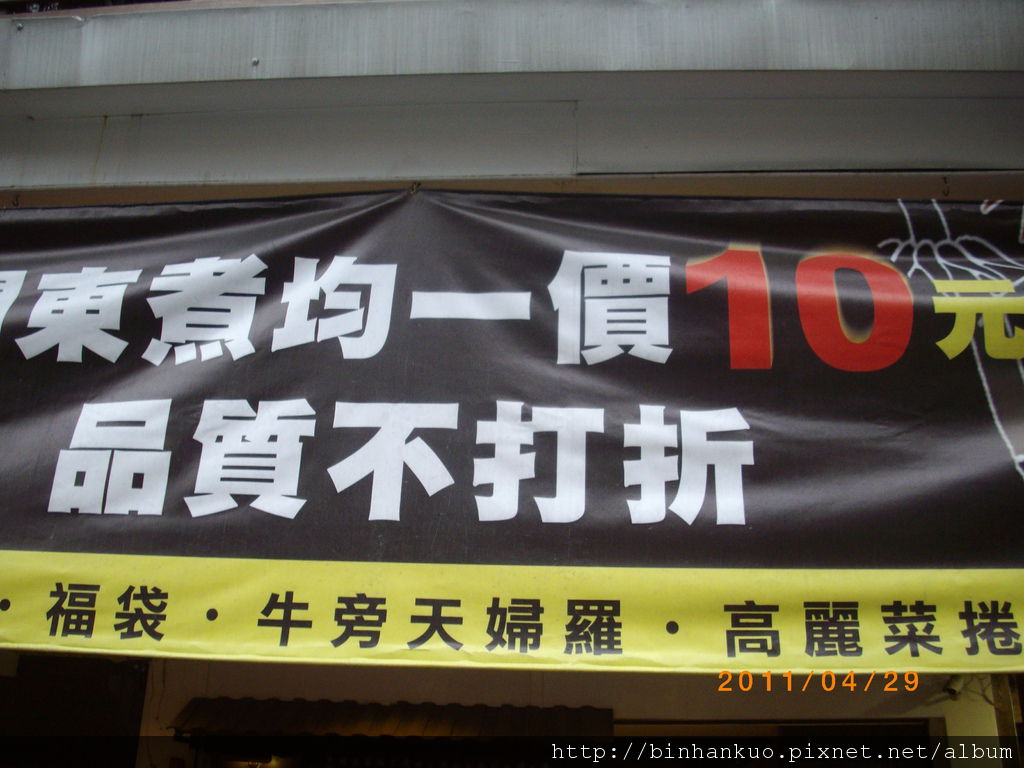 東煮均一價10元
品質不打折
·福袋·牛旁天婦羅·高麗菜捲
2011/04/29
http://binhankuo.pixnet.net/album